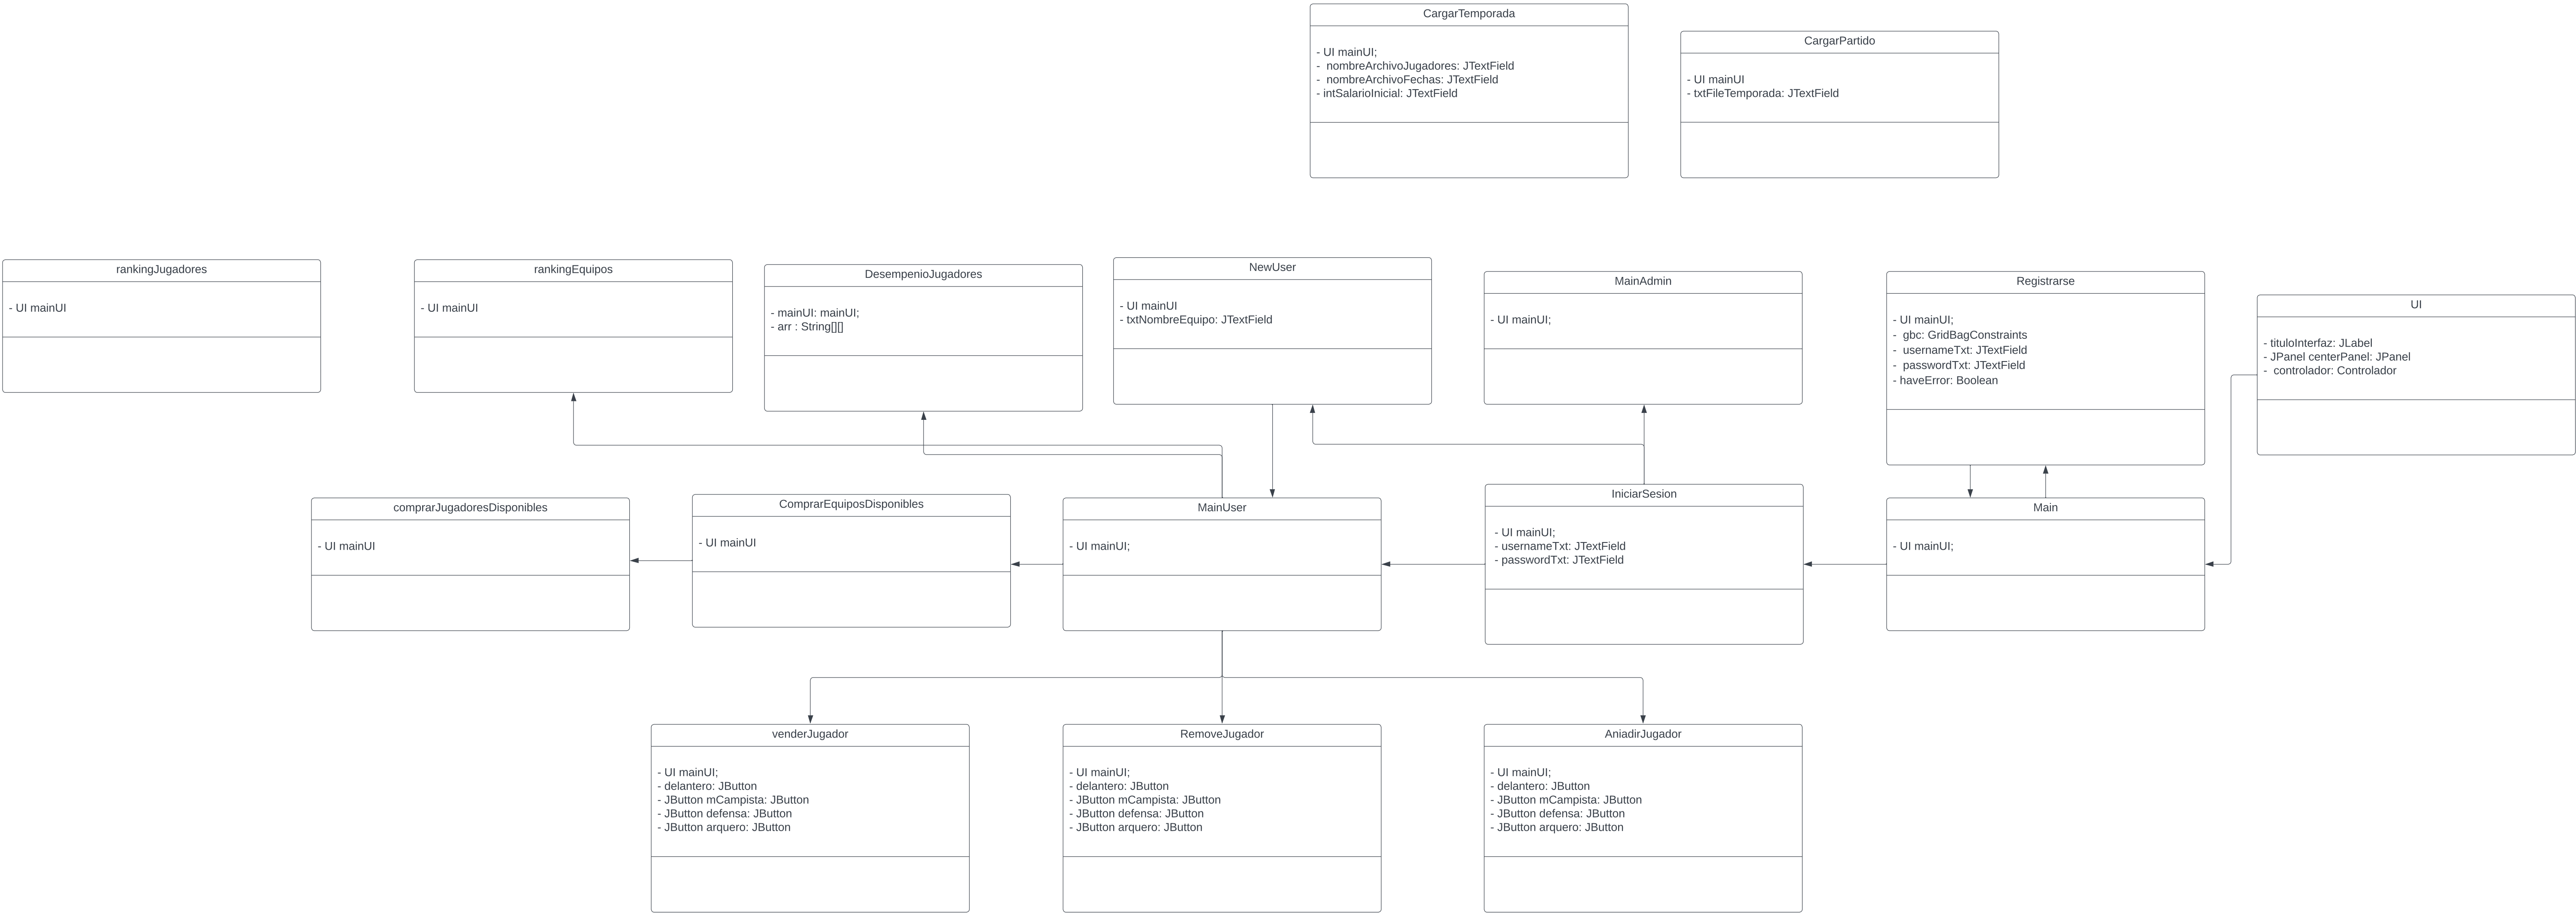 CargarTemporada
- UI mainUI;
-  nombreArchivoJugadores: JTextField
-  nombreArchivoFechas: JTextField
- intSalarioInicial: JTextField
CargarPartido
- UI mainUI
- txtFileTemporada: JTextField
rankingJugadores
- UI mainUI
rankingEquipos
- UI mainUI
DesempenioJugadores
- mainUI: mainUI;
- arr : String[][]
NewUser
- UI mainUI
- txtNombreEquipo: JTextField
MainAdmin
- UI mainUI;
Registrarse
- UI mainUI;
-  gbc: GridBagConstraints
-  usernameTxt: JTextField
-  passwordTxt: JTextField
- haveError: Boolean
UI
- tituloInterfaz: JLabel
- JPanel centerPanel: JPanel
-  controlador: Controlador
comprarJugadoresDisponibles
- UI mainUI
ComprarEquiposDisponibles
- UI mainUI
MainUser
- UI mainUI;
IniciarSesion
- UI mainUI;
- usernameTxt: JTextField
- passwordTxt: JTextField
Main
- UI mainUI;
venderJugador
- UI mainUI;
- delantero: JButton
- JButton mCampista: JButton
- JButton defensa: JButton
- JButton arquero: JButton
RemoveJugador
- UI mainUI;
- delantero: JButton
- JButton mCampista: JButton
- JButton defensa: JButton
- JButton arquero: JButton
AniadirJugador
- UI mainUI;
- delantero: JButton
- JButton mCampista: JButton
- JButton defensa: JButton
- JButton arquero: JButton